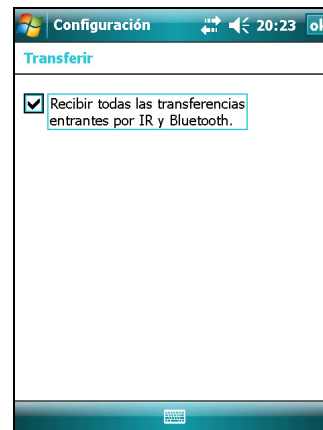 Configuración 20:23 ok
Transferir
Recibir todas las transferencias
entrantes por IR y Bluetooth.